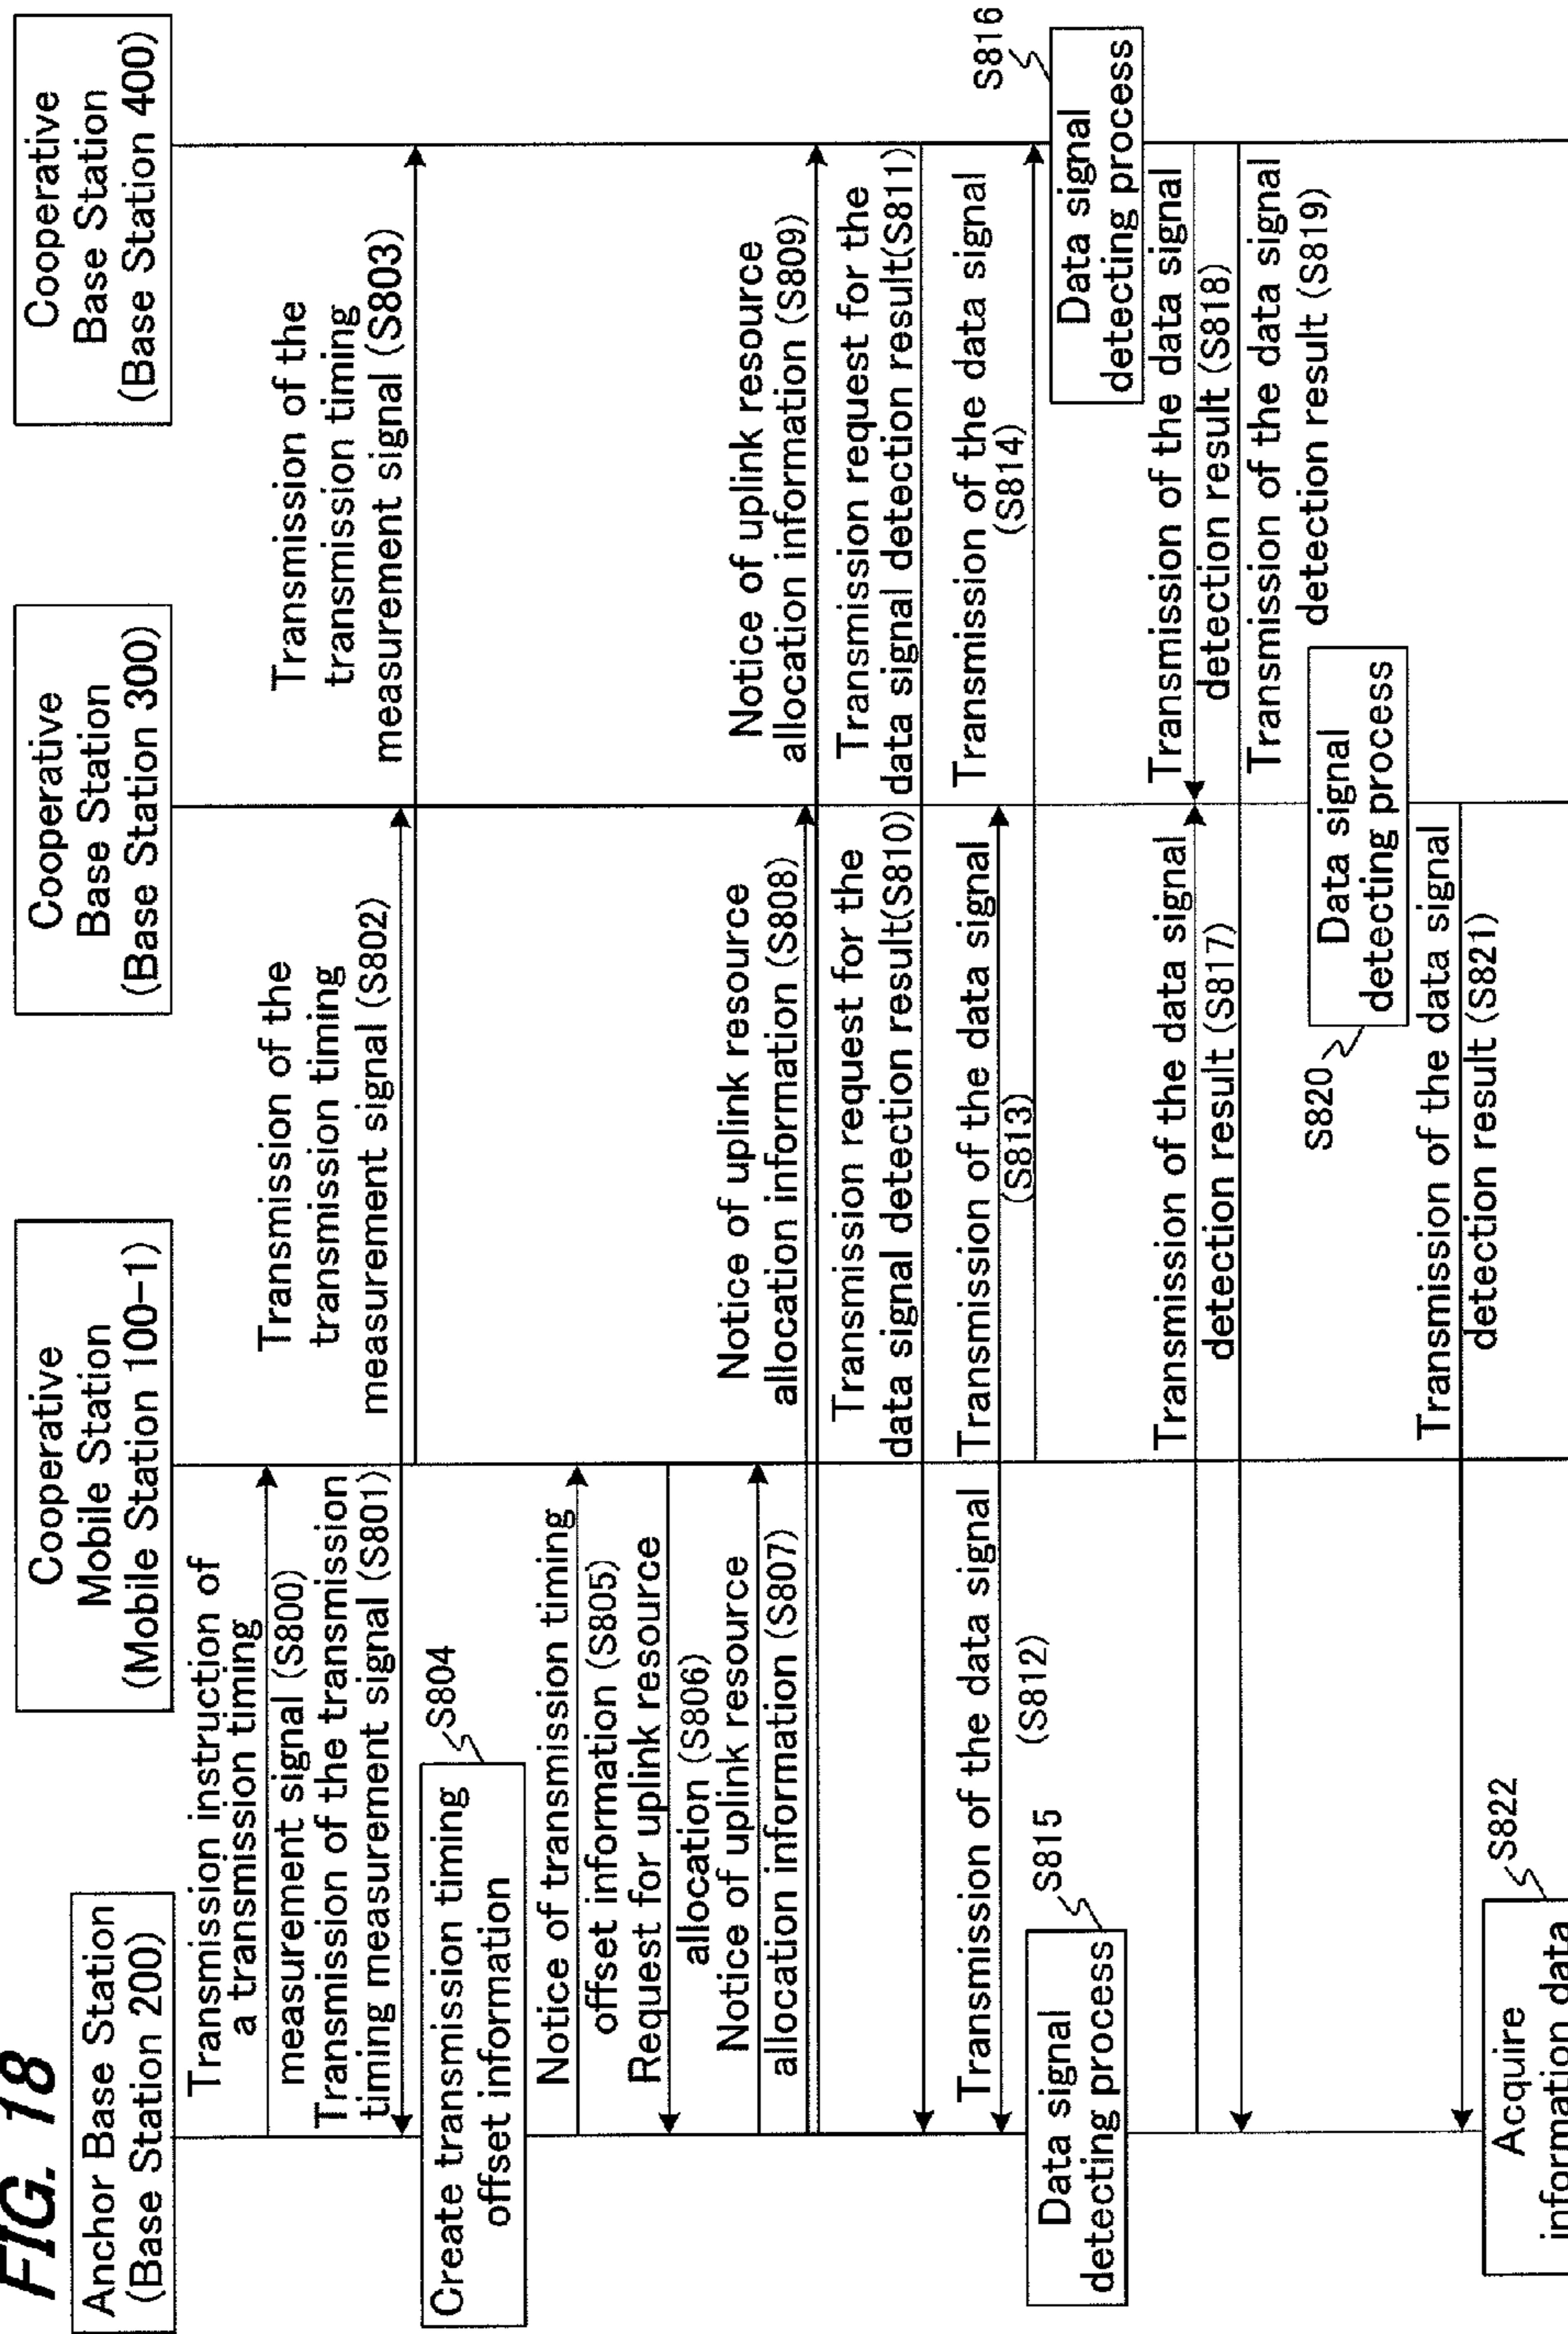 FIG. 18
Anchor Base Station
(Base Station 200)
Cooperative
Mobile Station
(Mobile Station 100-1)
Cooperative
Base Station
(Base Station 300)
Cooperative
Base Station
(Base Station 400)
Transmission instruction of
a transmission timing
measurement signal (S800)
Transmission of the transmission
timing measurement signal (S801)
Transmission of the
transmission timing
measurement signal (S802)
Transmission of the
transmission timing
measurement signal (S803)
Create transmission timing
offset information
S804
Notice of transmission timing
offset information (S805)
Request for uplink resource
allocation (S806)
Notice of uplink resource
allocation information (S807)
Notice of uplink resource
allocation information (S808)
Notice of uplink resource
allocation information (S809)
Transmission request for the
data signal detection result(S810)
Transmission request for the
data signal detection result(S811)
Transmission of the data signal
(S812)
Transmission of the data signal
(S813)
Transmission of the data signal
(S814)
Data signal
detecting process
S815
Data signal
detecting process
S816
Transmission of the data signal
detection result (S817)
Transmission of the data signal
detection result (S818)
Transmission of the data signal
detection result (S819)
Data signal
detecting process
S820
Transmission of the data signal
detection result (S821)
Acquire
information data
S822